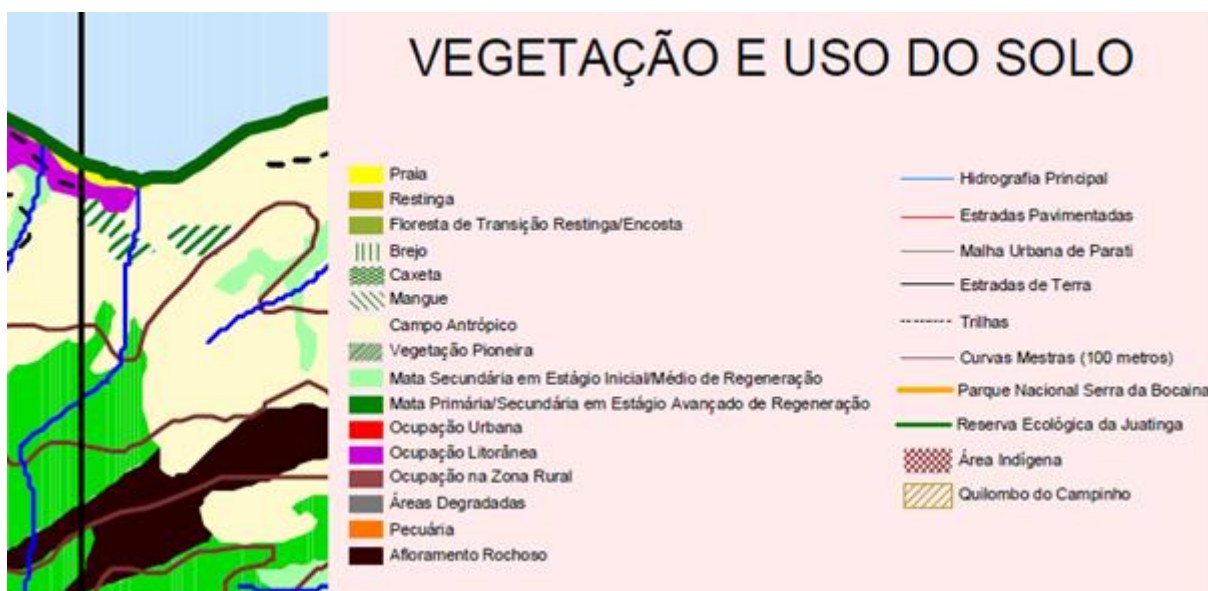 VEGETAÇÃO E USO DO SOLO
Praia
Restinga
Floresta de Transição Restinga/Encosta
Brejo
Caxeta
Mangue
Campo Antrópico
Vegetação Pioneira
Mata Secundária em Estágio Inicial/Médio de Regeneração
Mata Primária/Secundária em Estágio Avançado de Regeneração
Ocupação Urbana
Ocupação Litorânea
Ocupação na Zona Rural
Áreas Degradadas
Pecuária
Afloramento Rochoso
Hidrografia Principal
Estradas Pavimentadas
Malha Urbana de Parati
Estradas de Terra
Trilhas
Curvas Mestras (100 metros)
Parque Nacional Serra da Bocaina
Reserva Ecológica da Juatinga
Área Indígena
Quilombo do Campinho